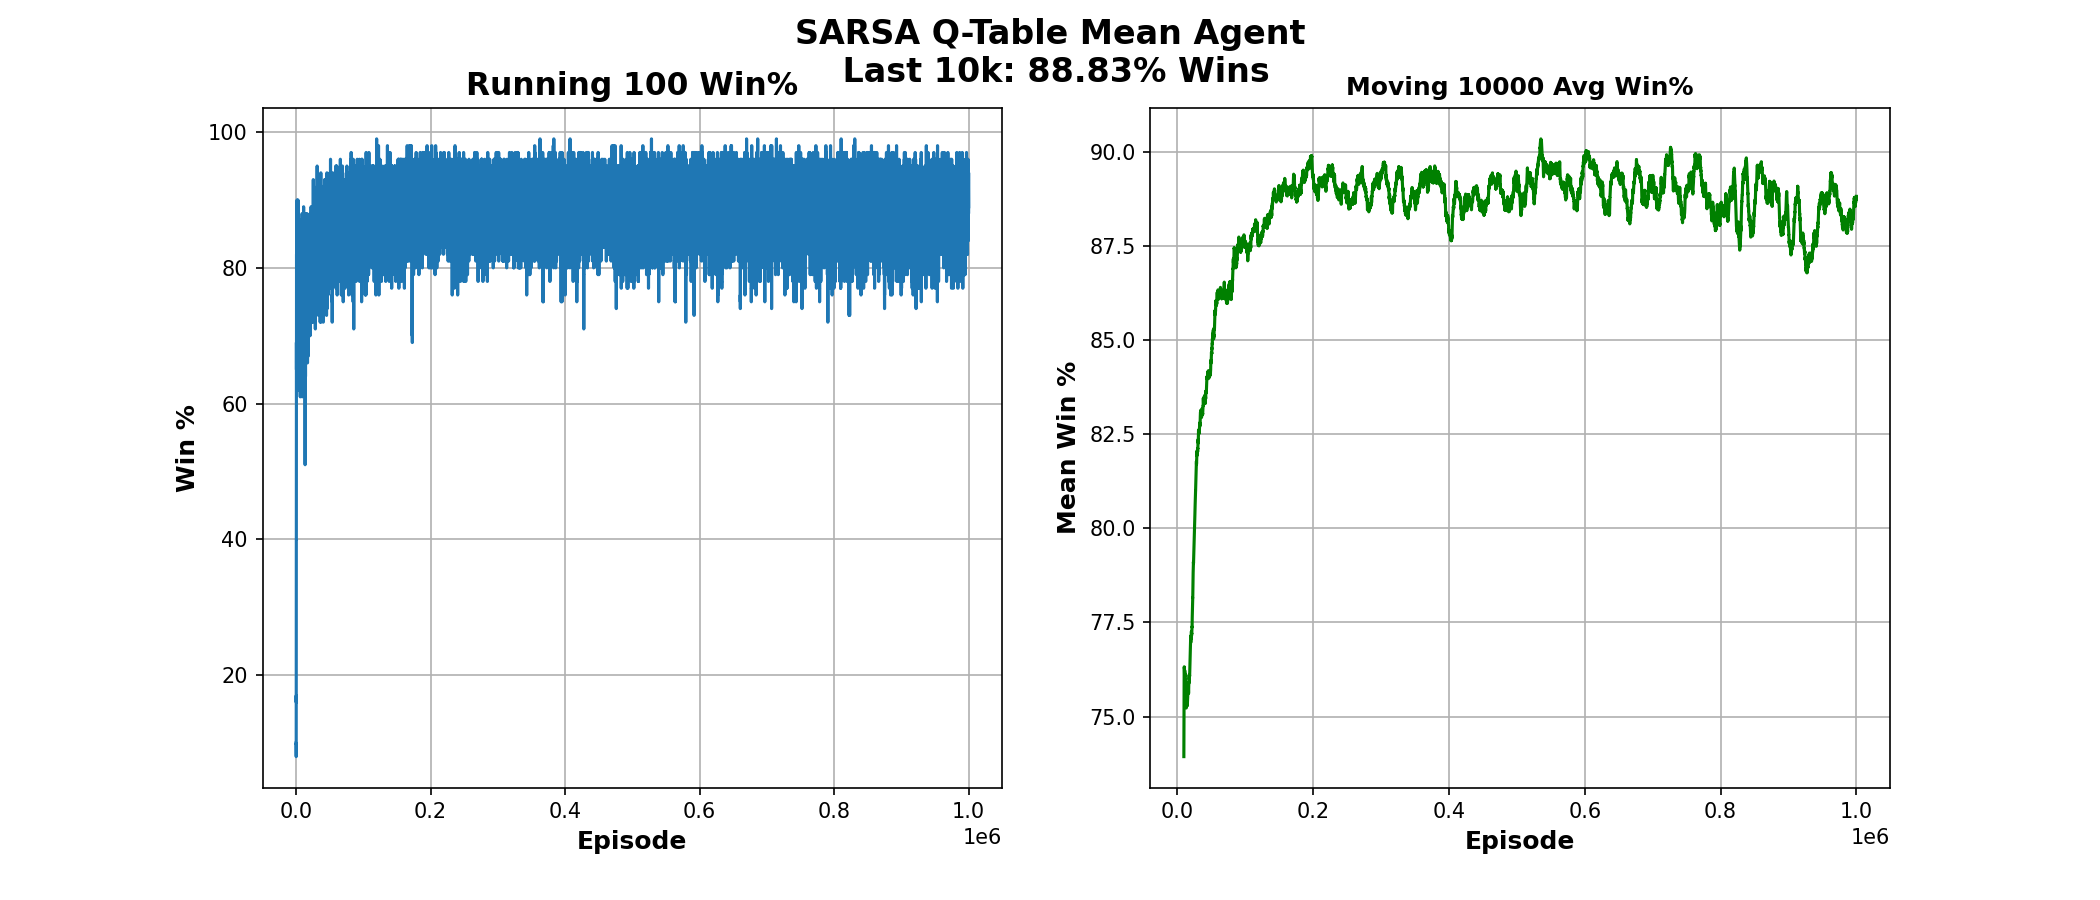 SARSA Q-Table Mean Agent
Last 10k: 88.83% Wins
Running 100 Win%
100
80
60
40
20
Win %
0.0 0.2 0.4 0.6 0.8 1.0
1e6
Episode
Moving 10000 Avg Win%
90.0
87.5
85.0
82.5
80.0
77.5
75.0
Mean Win %
0.0 0.2 0.4 0.6 0.8 1.0
1e6
Episode